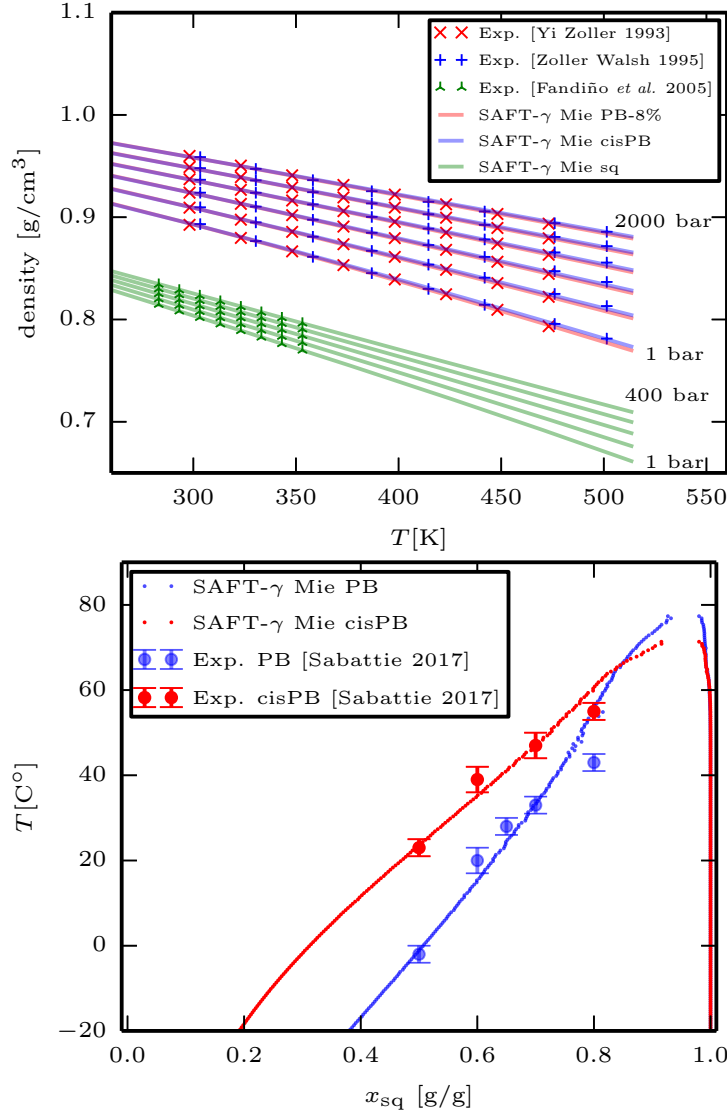 1.1
1.0
0.9
0.8
0.7
density [g/cm³]
Exp. [Yi Zoller 1993]
Exp. [Zoller Walsh 1995]
Exp. [Fandiño et al. 2005]
SAFT-γ Mie PB-8%
SAFT-γ Mie cisPB
SAFT-γ Mie sq
2000 bar
1 bar
400 bar
1 bar
300 350 400 450 500 550
T[K]
80
60
40
20
0
−20
T[C°]
SAFT-γ Mie PB
SAFT-γ Mie cisPB
Exp. PB [Sabattie 2017]
Exp. cisPB [Sabattie 2017]
0.0 0.2 0.4 0.6 0.8 1.0
x_sq [g/g]